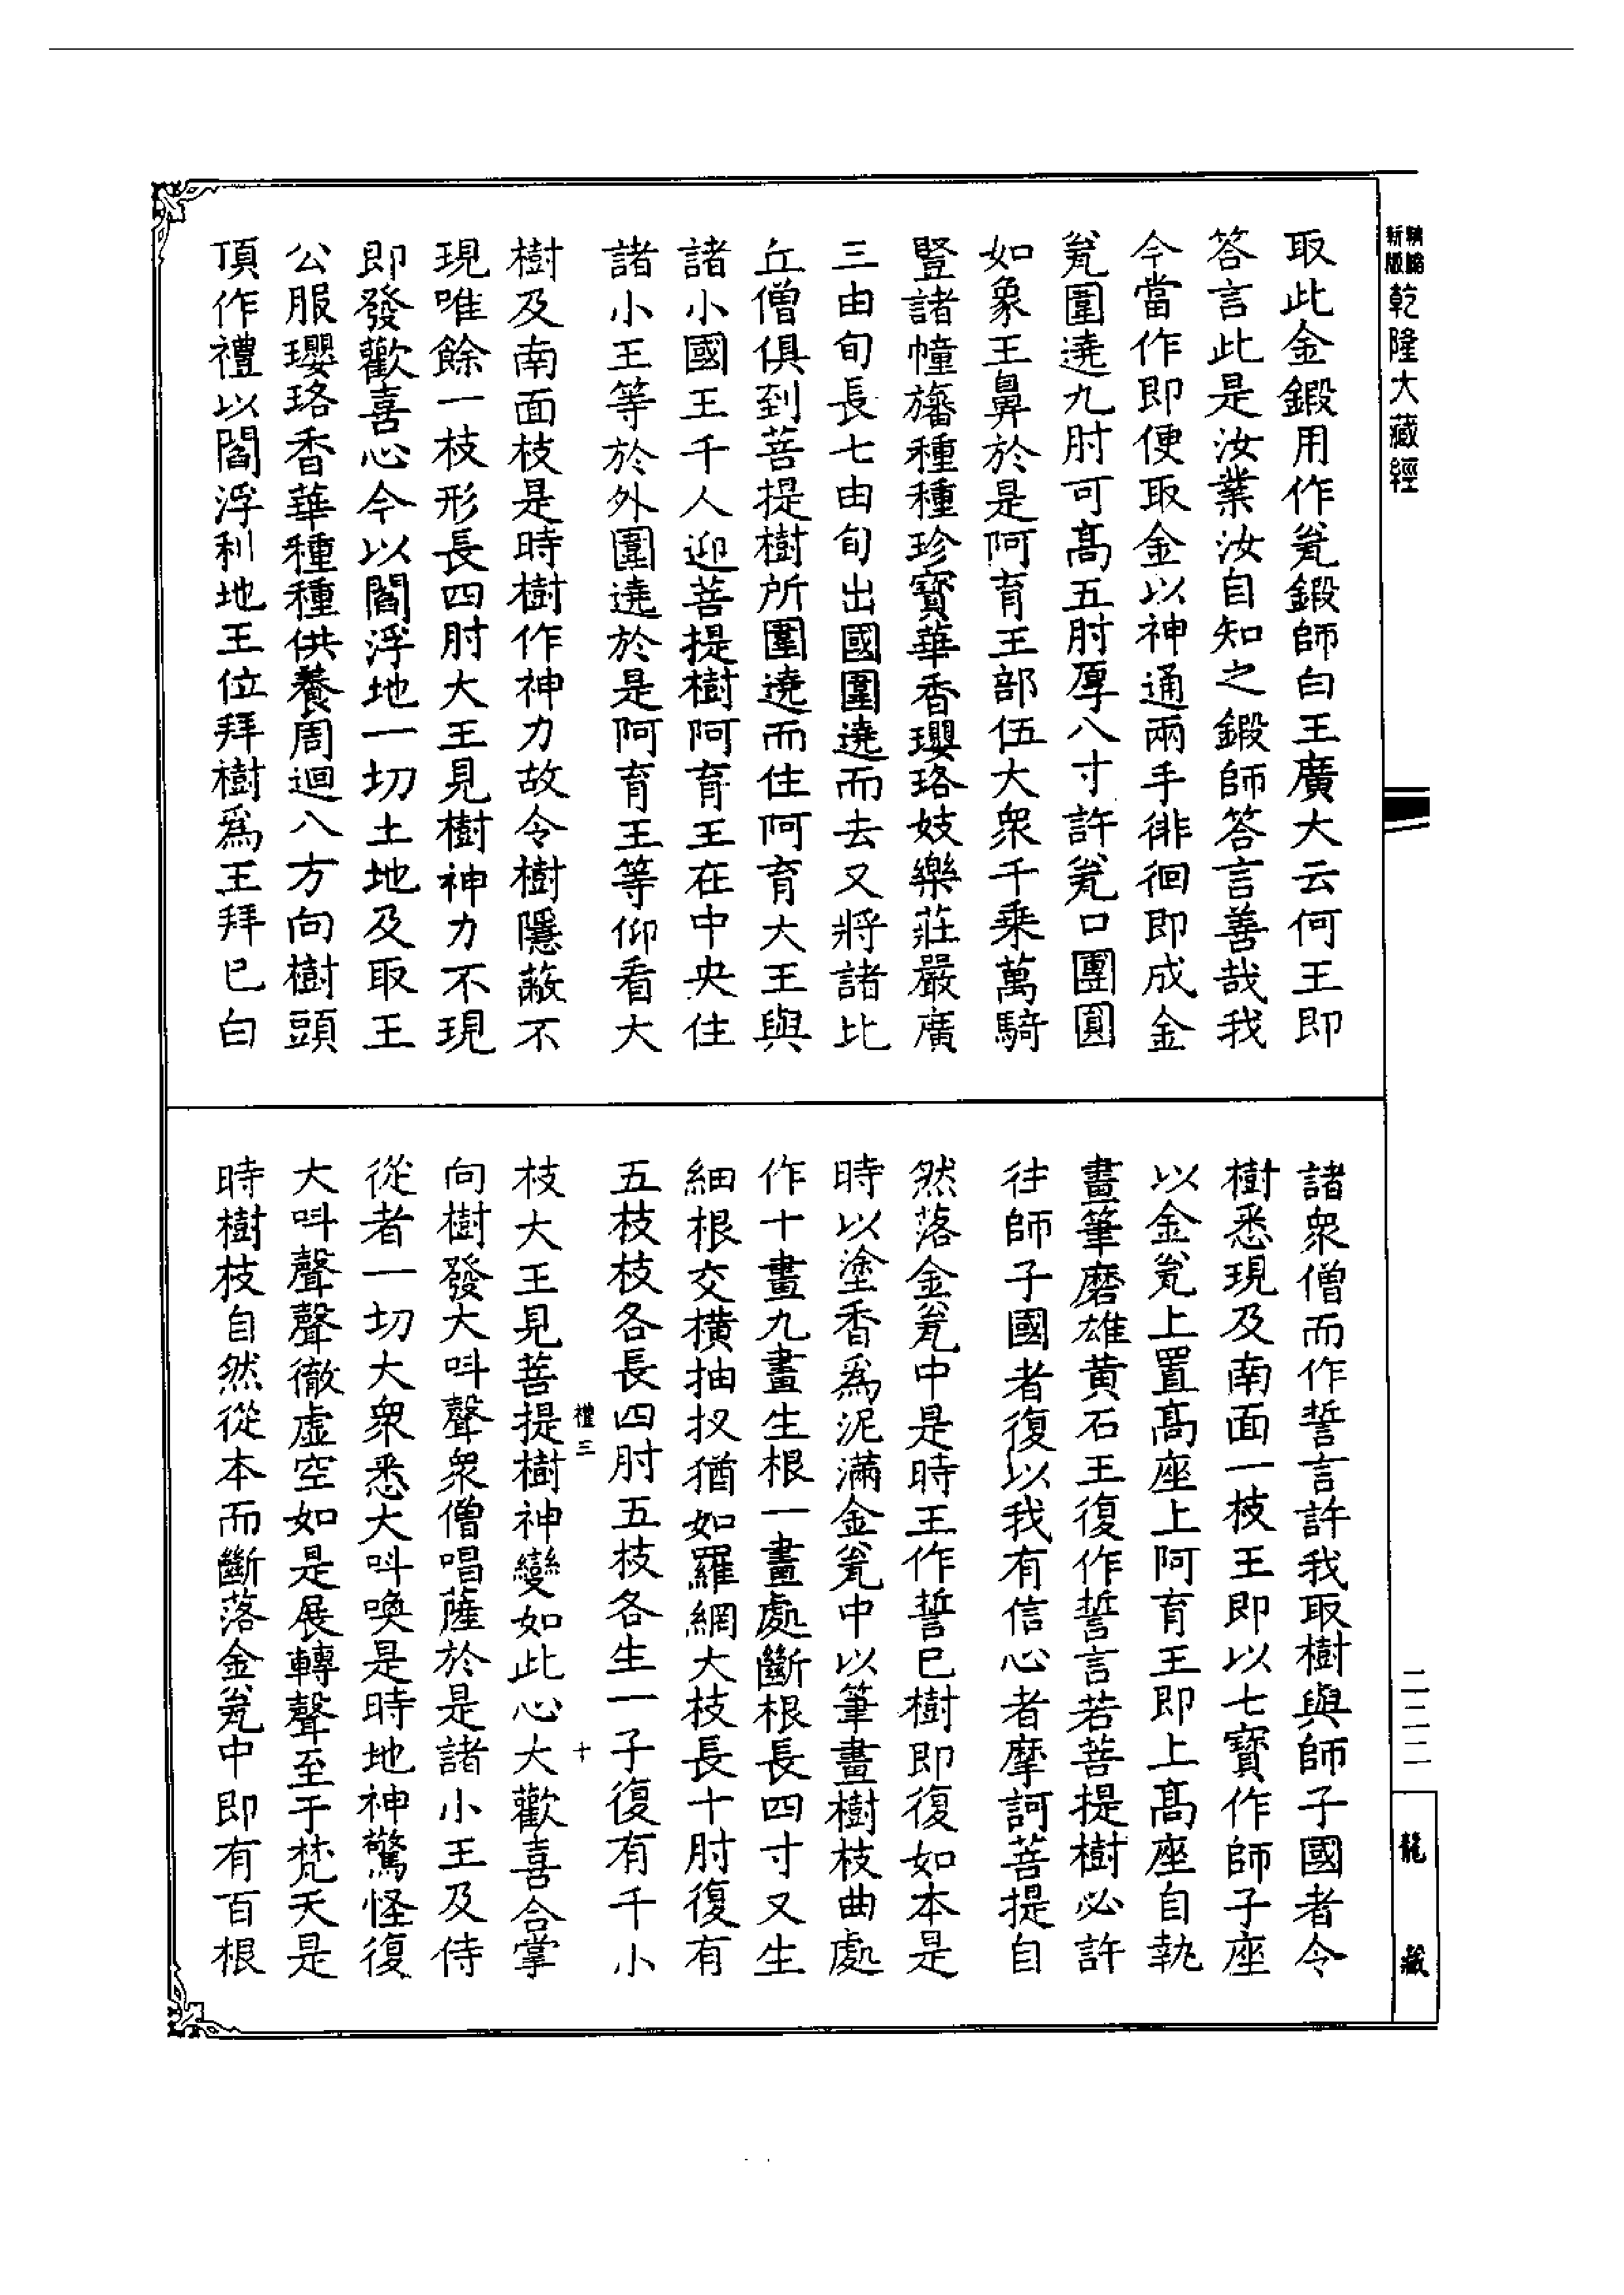 新版
精縮
乾隆大藏經
取此金鍜用作瓮鍜師白王廣大云何王即
答言此是汝業汝自知之鍜師答言善哉我
今當作即便取金以神通兩手徘徊即成金
瓮圍遶九肘可髙五肘厚八寸許瓮口團圓
如象王鼻於是阿育王部伍大衆千乘萬騎
豎諸幢旛種種珍寶華香瓔珞妓樂莊嚴廣
三由旬長七由旬出國圍遶而去又將諸比
丘僧俱到菩提樹所圍遶而住阿育大王與
諸小國王千人迎菩提樹阿育王在中央住
諸小王等於外圍遶於是阿育王等仰看大
樹及南面枝是時樹作神力故令樹隱蔽不
現唯餘一枝形長四肘大王見樹神力不現
即發歡喜心今以閻浮地一切土地及取王
公服瓔珞香華種種供養周迴八方向樹頭
頂作禮以閻浮利地王位拜樹爲王拜已白
諸衆僧而作誓言許我取樹與師子國者令
樹悉現及南面一枝王即以七寶作師子座
以金瓮上置髙座上阿育王即上髙座自執
畫筆磨雄黄石王復作誓言若菩提樹必許
往師子國者復以我有信心者摩訶菩提自
然落金瓮中是時王作誓已樹即復如本是
時以塗香爲泥滿金瓮中以筆畫樹枝曲處
作十畫九畫生根一畫處斷根長四寸又生
細根交横抽扠猶如羅網大枝長十肘復有
五枝枝各長四肘五枝各生一子復有千小
禮三
十
枝大王見菩提樹神變如此心大歡喜合掌
向樹發大呌聲衆僧唱薩於是諸小王及侍
從者一切大衆悉大呌喚是時地神驚怪復
大呌聲聲徹虛空如是展轉聲至于梵天是
時樹枝自然從本而斷落金瓮中即有百根
二二二
龍藏